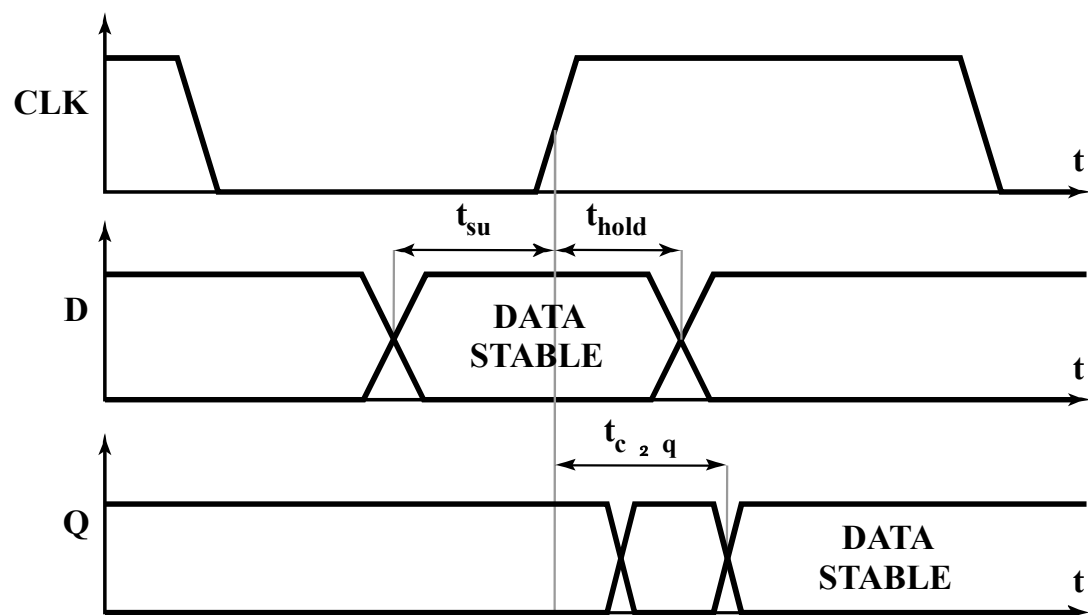 CLK
t
t_su
t_hold
D
DATA
STABLE
t
t_c 2 q
Q
DATA
STABLE
t